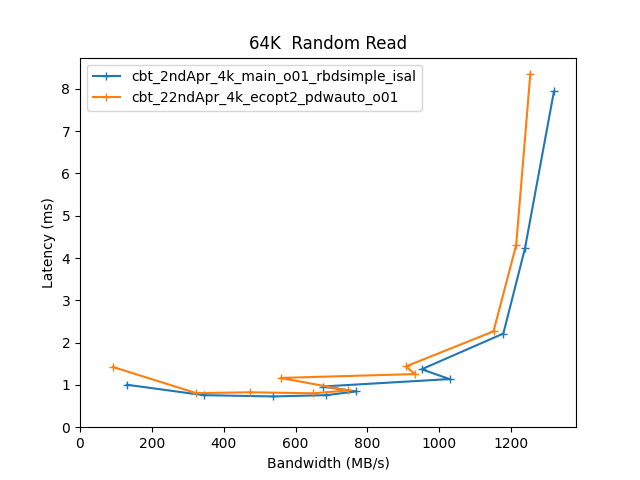 64K  Random Read
cbt_2ndApr_4k_main_o01_rbdsimple_isal
cbt_22ndApr_4k_ecopt2_pdwauto_o01
8
7
6
5
4
3
2
1
0
Latency (ms)
0 200 400 600 800 1000 1200
Bandwidth (MB/s)